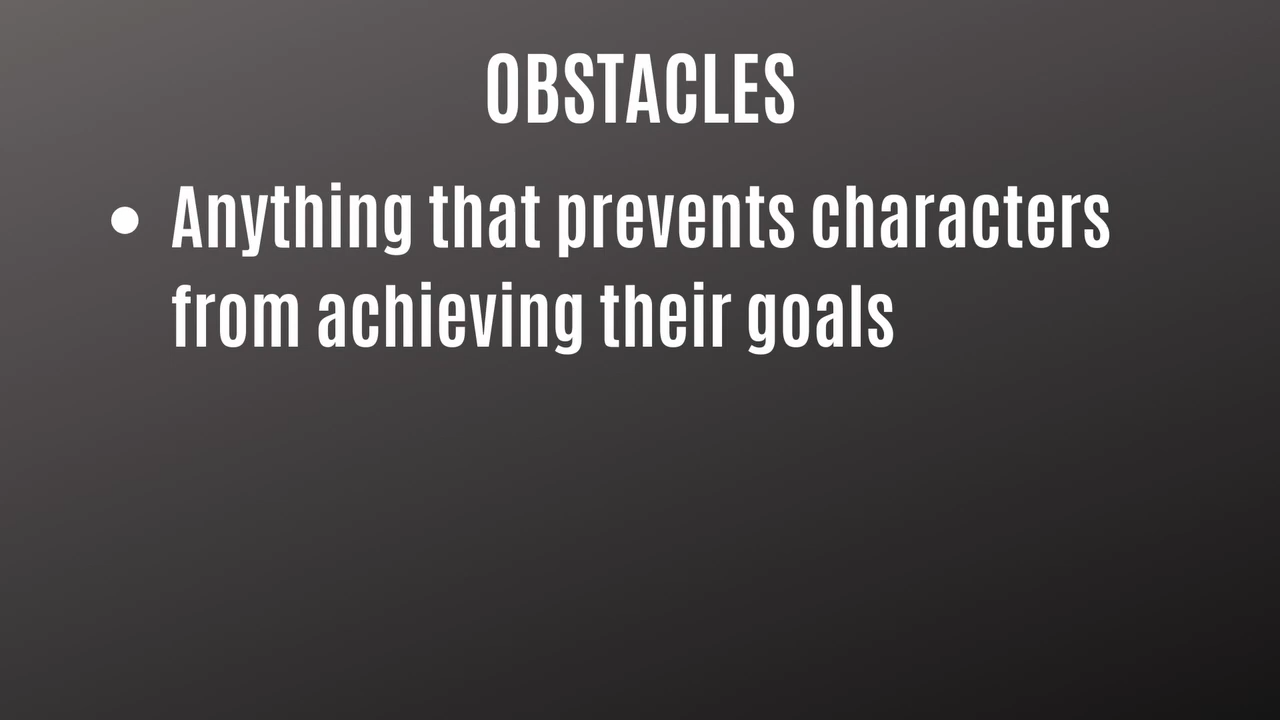 OBSTACLES
• Anything that prevents characters
from achieving their goals